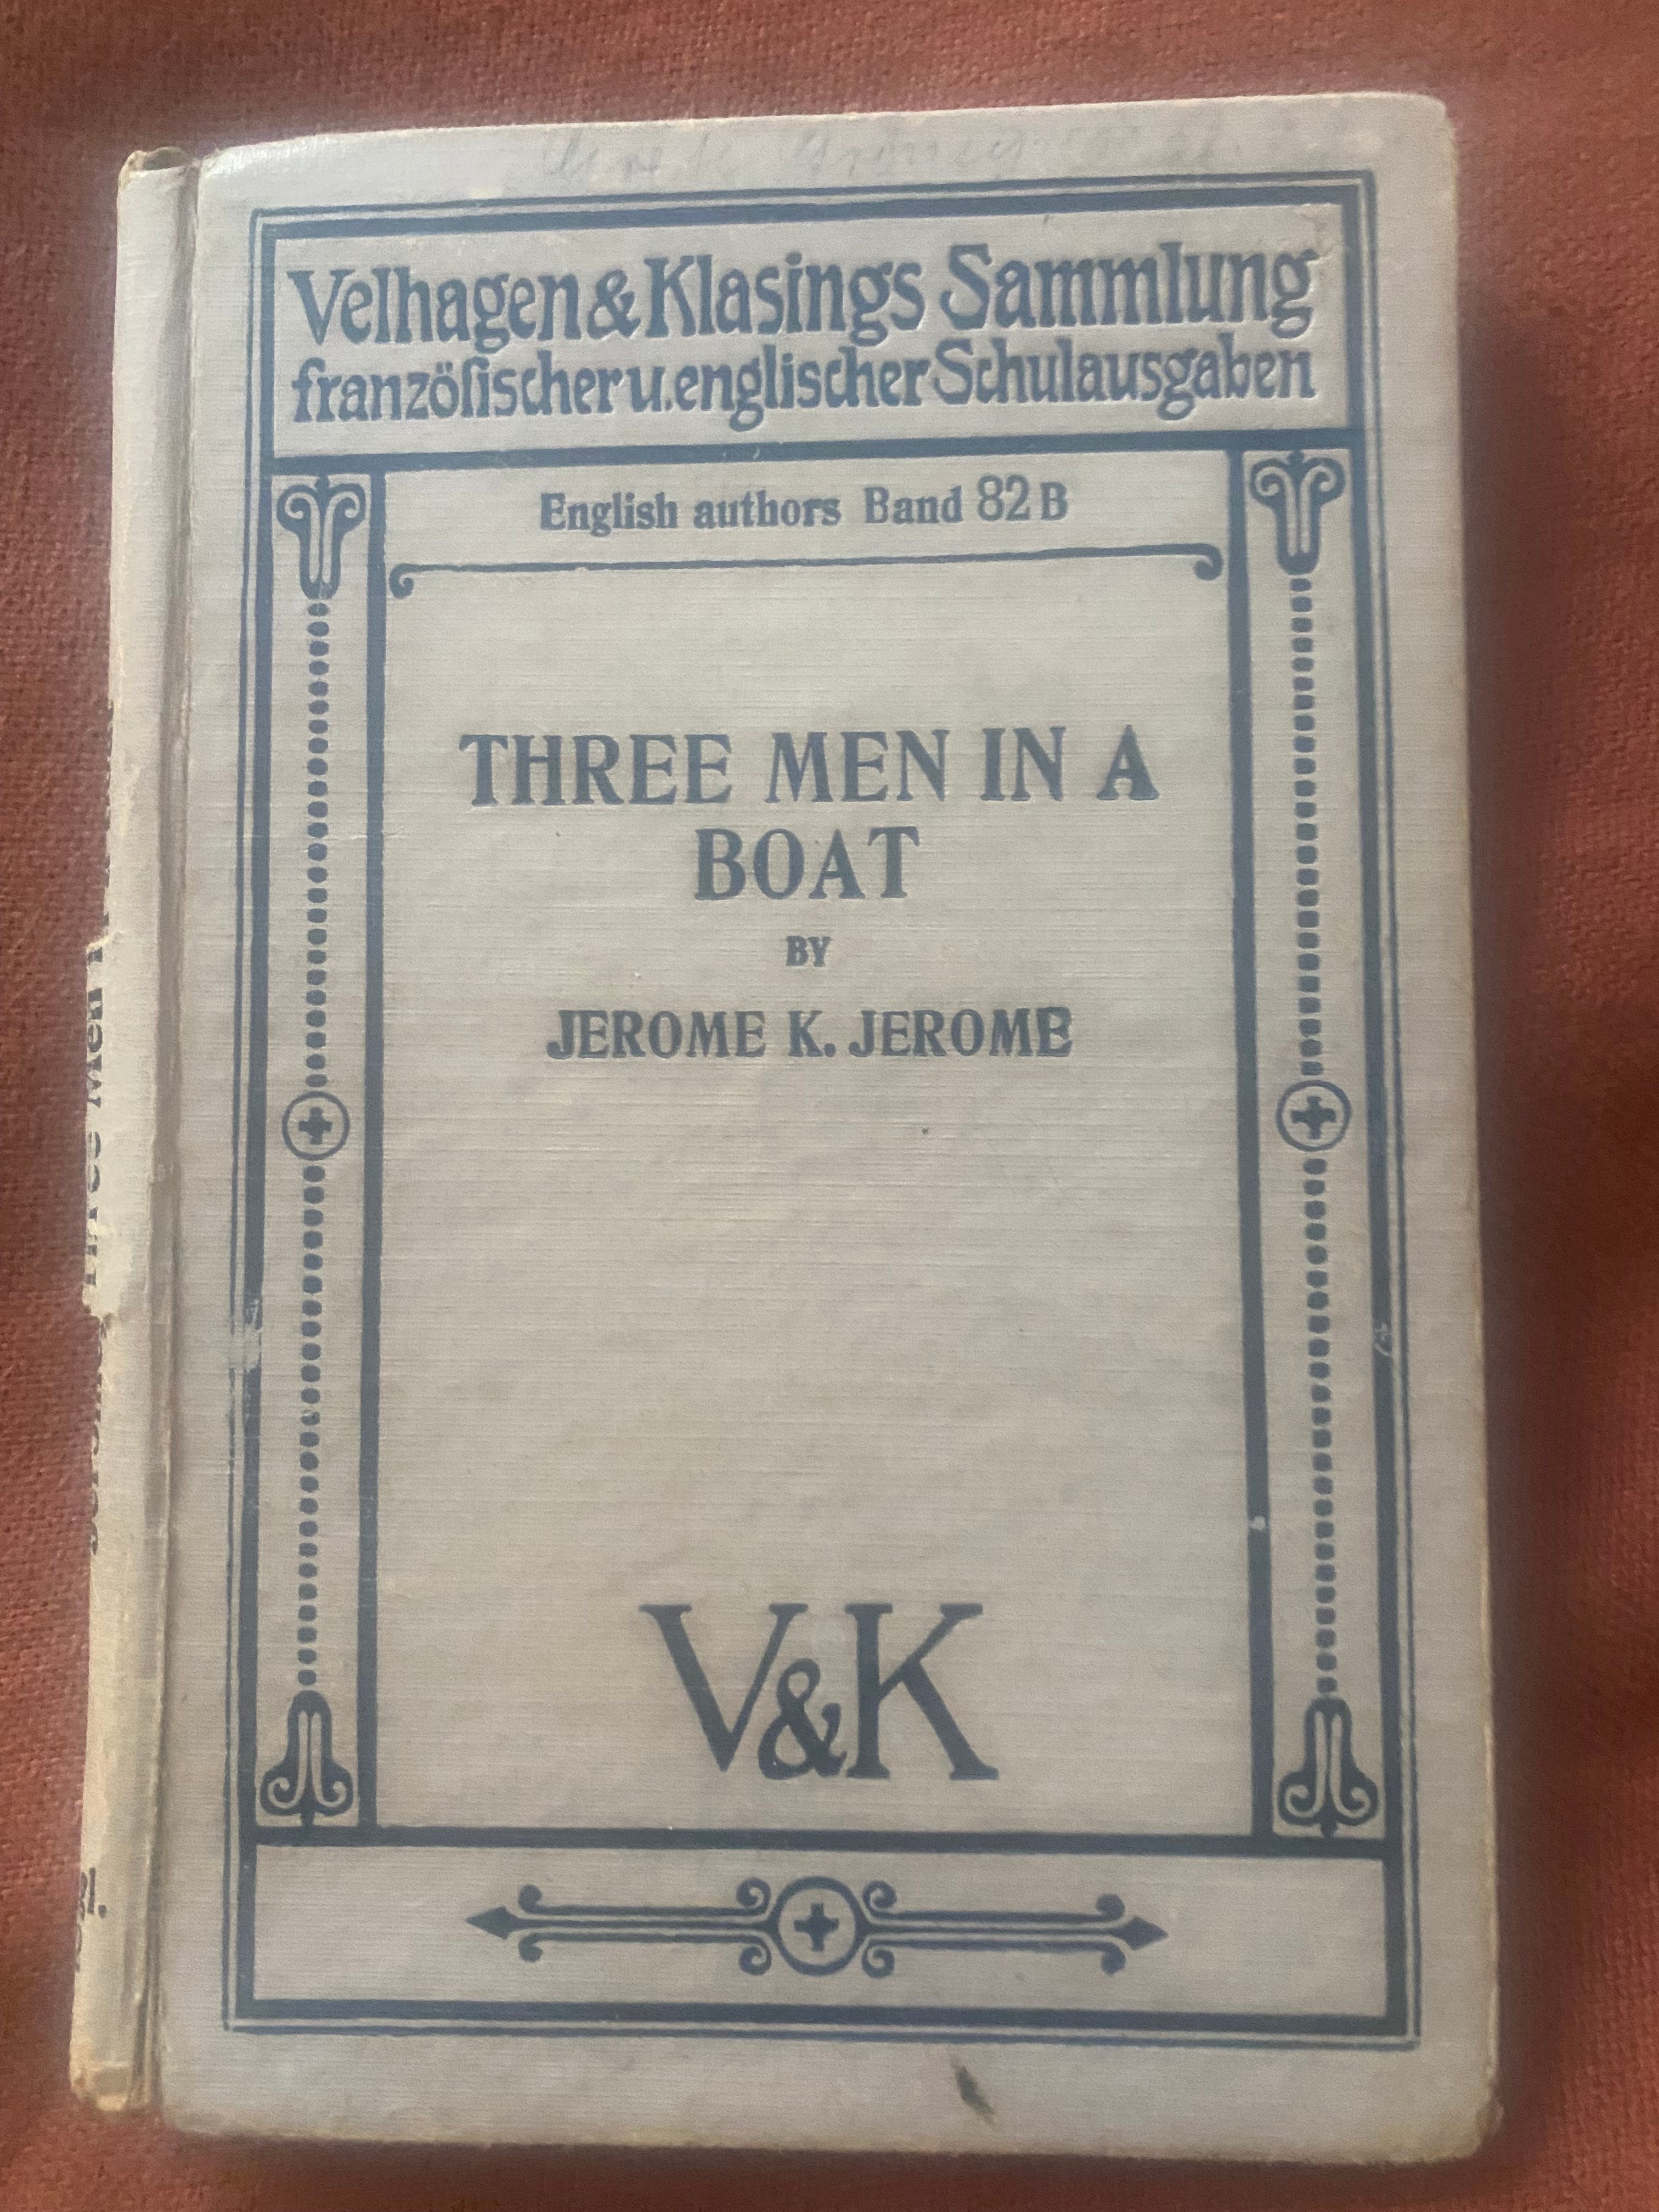 Velhagen & Klasings Sammlung
französischer u. englischer Schulausgaben
English authors Band 82 B
THREE MEN IN A
BOAT
BY
JEROME K. JEROME
V&K